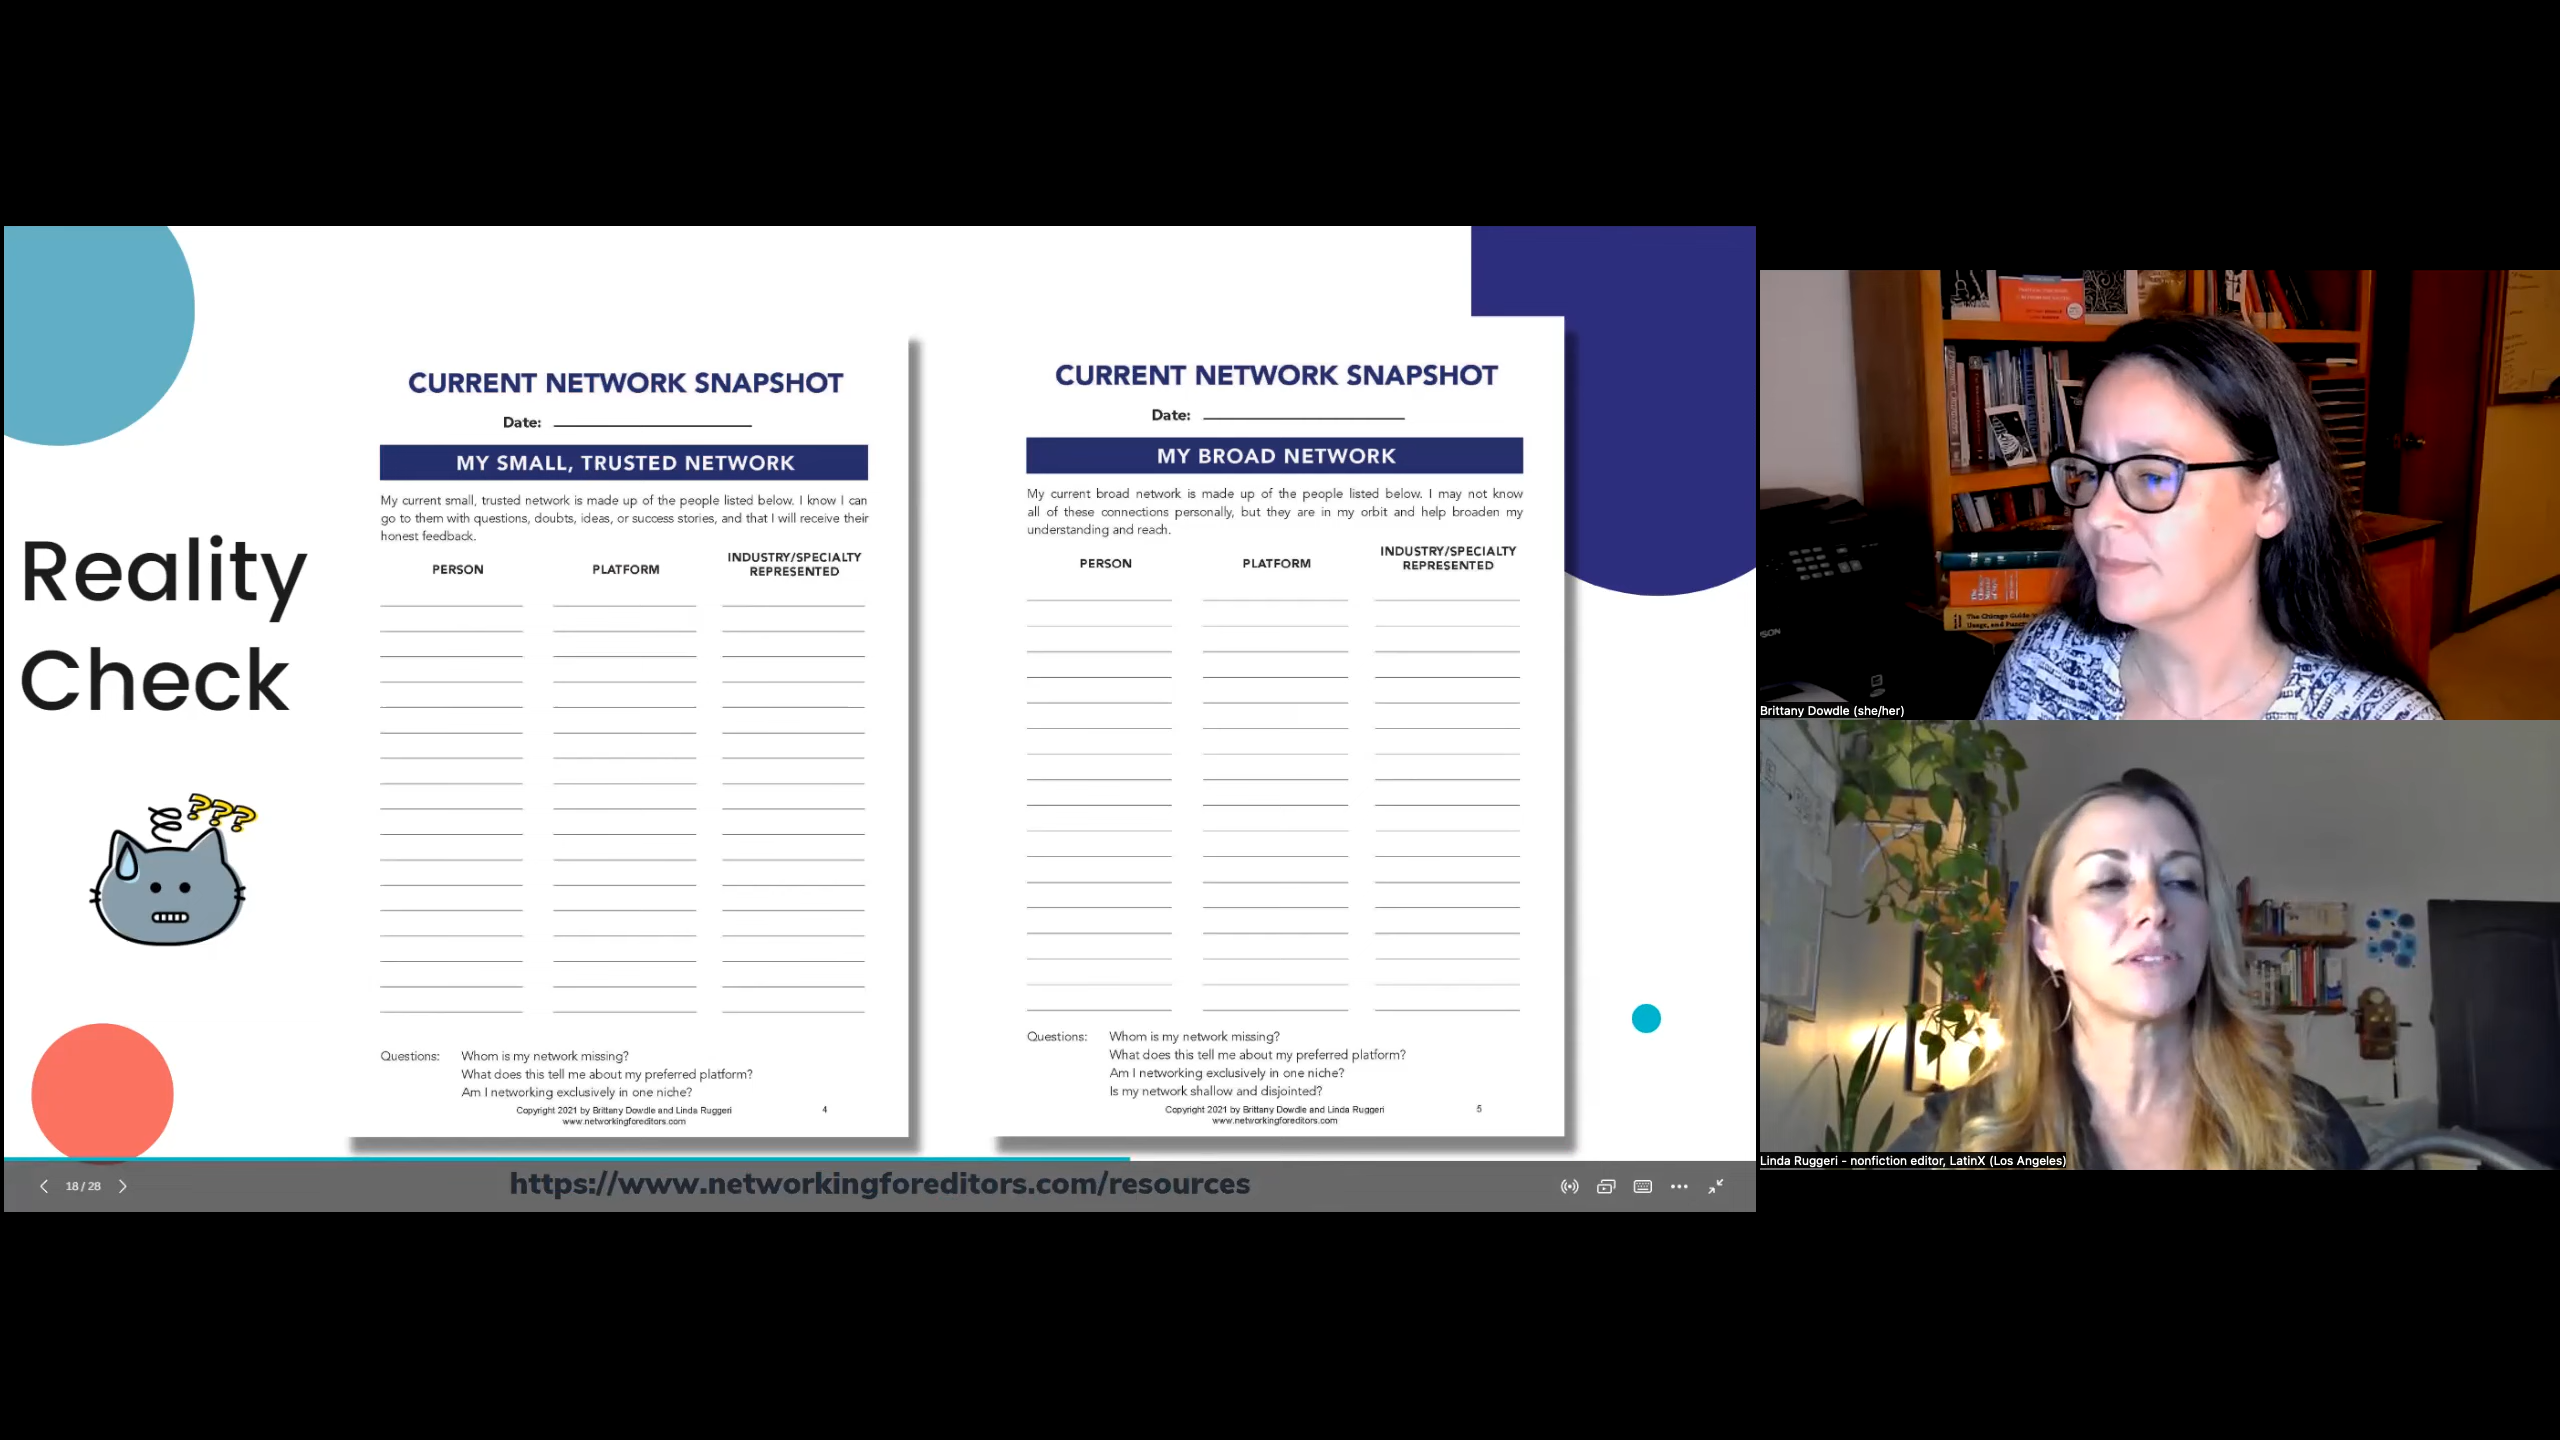 Reality
Check
???
CURRENT NETWORK SNAPSHOT
Date:
MY SMALL, TRUSTED NETWORK
My current small, trusted network is made up of the people listed below. I know I can
go to them with questions, doubts, ideas, or success stories, and that I will receive their
honest feedback.
PERSON PLATFORM INDUSTRY/SPECIALTY
REPRESENTED
Questions: Whom is my network missing?
What does this tell me about my preferred platform?
Am I networking exclusively in one niche?
Copyright 2021 by Brittany Dowdle and Linda Ruggeri 4
www.networkingforeditors.com
CURRENT NETWORK SNAPSHOT
Date:
MY BROAD NETWORK
My current broad network is made up of the people listed below. I may not know
all of these connections personally, but they are in my orbit and help broaden my
understanding and reach.
PERSON PLATFORM INDUSTRY/SPECIALTY
REPRESENTED
Questions: Whom is my network missing?
What does this tell me about my preferred platform?
Am I networking exclusively in one niche?
Is my network shallow and disjointed?
Copyright 2021 by Brittany Dowdle and Linda Ruggeri 5
www.networkingforeditors.com
18 / 28
https://www.networkingforeditors.com/resources
The Chicago Guide
Brittany Dowdle (she/her)
Linda Ruggeri - nonfiction editor, LatinX (Los Angeles)